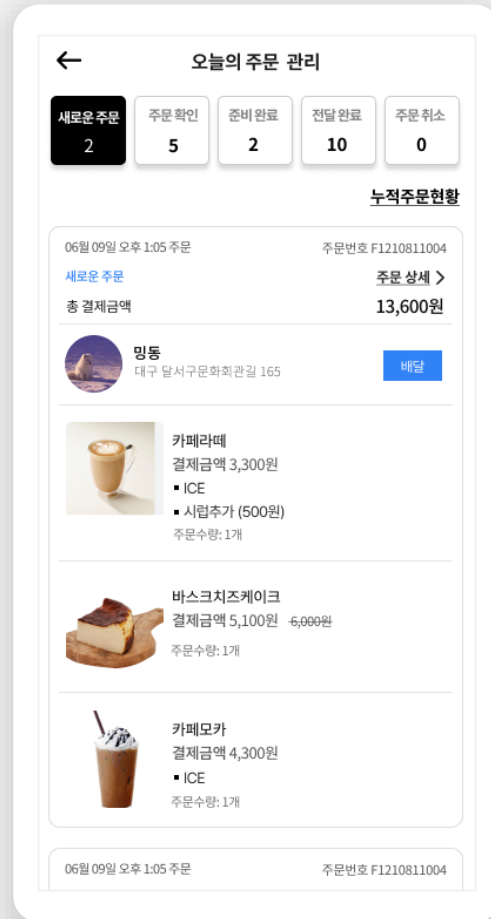 오늘의 주문 관리
새로운 주문 주문 확인 준비 완료 전달 완료 주문 취소
2 5 2 10 0
누적주문현황
06월 09일 오후 1:05 주문 주문번호 F1210811004
새로운 주문 주문 상세
총 결제금액 13,600원
밍동
대구 달서구문화회관길 165 배달
카페라떼
결제금액 3,300원
▪ ICE
▪ 시럽추가 (500원)
주문수량: 1개
바스크치즈케이크
결제금액 5,100원 6,000원
주문수량: 1개
카페모카
결제금액 4,300원
▪ ICE
주문수량: 1개
06월 09일 오후 1:05 주문 주문번호 F1210811004